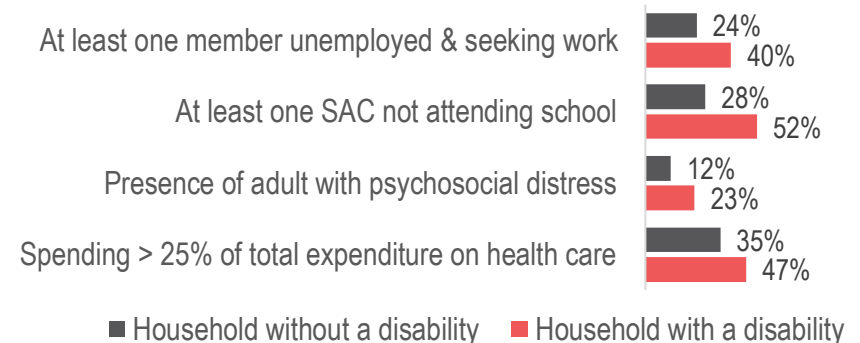 At least one member unemployed & seeking work 24%
40%
At least one SAC not attending school 28%
52%
Presence of adult with psychosocial distress 12%
23%
Spending > 25% of total expenditure on health care 35%
47%
Household without a disability Household with a disability